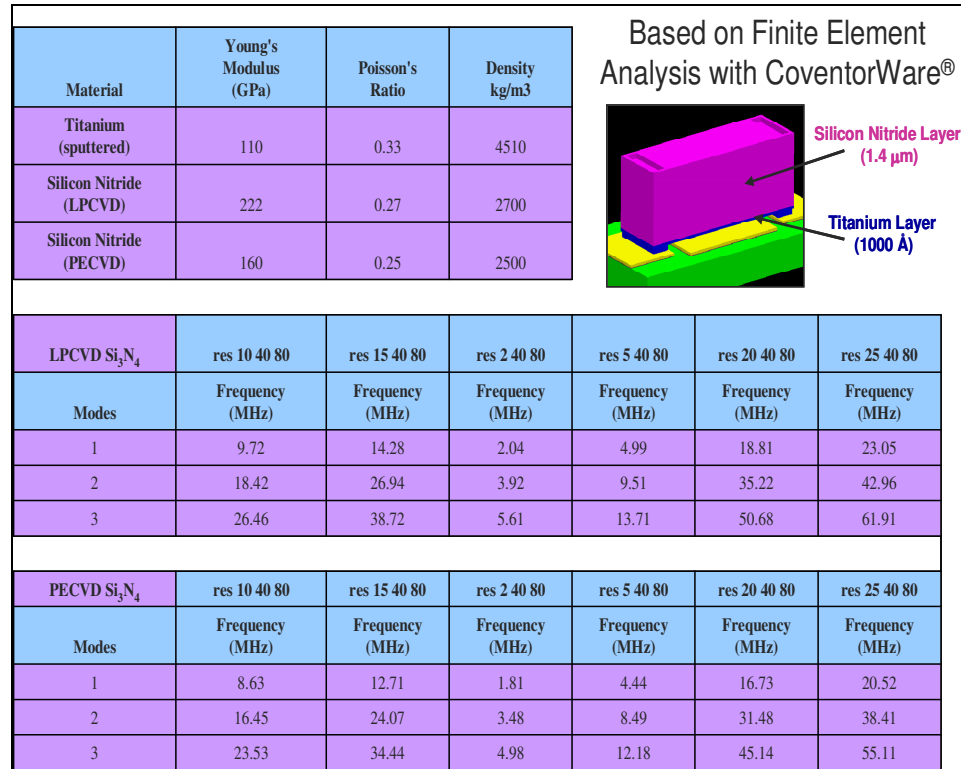 Based on Finite Element
Analysis with CoventorWare®
Material Young's Modulus (GPa) Poisson's Ratio Density kg/m3
Titanium (sputtered) 110 0.33 4510
Silicon Nitride (LPCVD) 222 0.27 2700
Silicon Nitride (PECVD) 160 0.25 2500
Silicon Nitride Layer
(1.4 µm)
Titanium Layer
(1000 Å)
LPCVD Si₃N₄ res 10 40 80 res 15 40 80 res 2 40 80 res 5 40 80 res 20 40 80 res 25 40 80
Modes Frequency (MHz) Frequency (MHz) Frequency (MHz) Frequency (MHz) Frequency (MHz) Frequency (MHz)
1 9.72 14.28 2.04 4.99 18.81 23.05
2 18.42 26.94 3.92 9.51 35.22 42.96
3 26.46 38.72 5.61 13.71 50.68 61.91
PECVD Si₃N₄ res 10 40 80 res 15 40 80 res 2 40 80 res 5 40 80 res 20 40 80 res 25 40 80
Modes Frequency (MHz) Frequency (MHz) Frequency (MHz) Frequency (MHz) Frequency (MHz) Frequency (MHz)
1 8.63 12.71 1.81 4.44 16.73 20.52
2 16.45 24.07 3.48 8.49 31.48 38.41
3 23.53 34.44 4.98 12.18 45.14 55.11